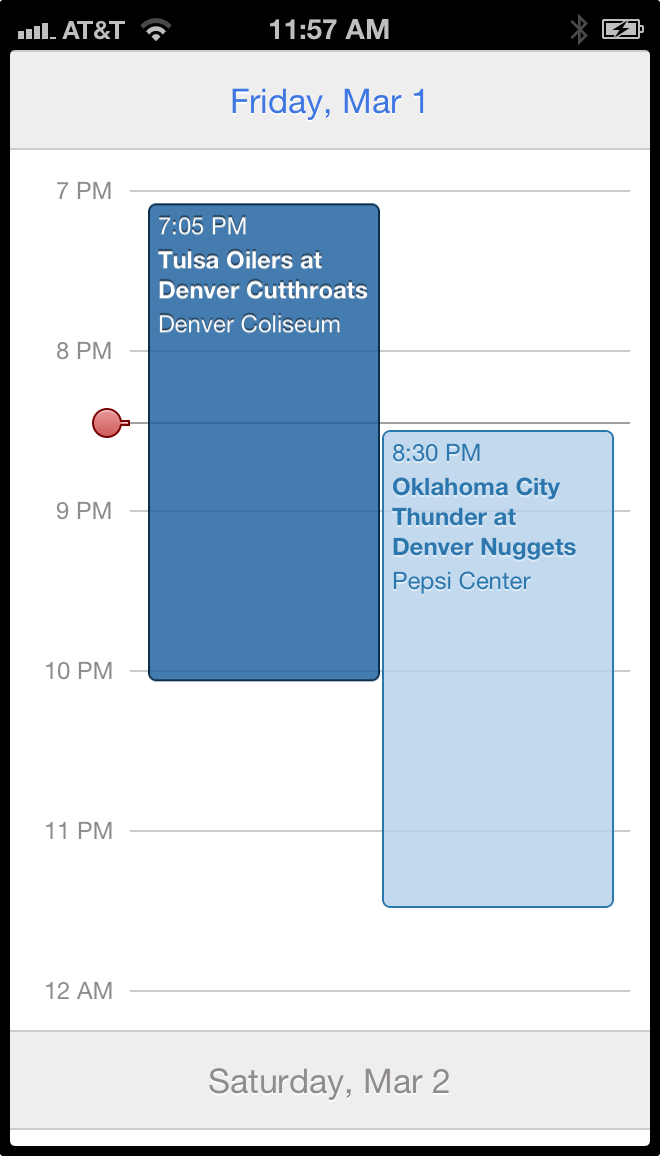 AT&T 11:57 AM
Friday, Mar 1
7 PM
7:05 PM
Tulsa Oilers at
Denver Cutthroats
Denver Coliseum
8 PM
8:30 PM
Oklahoma City
Thunder at
Denver Nuggets
Pepsi Center
9 PM
10 PM
11 PM
12 AM
Saturday, Mar 2